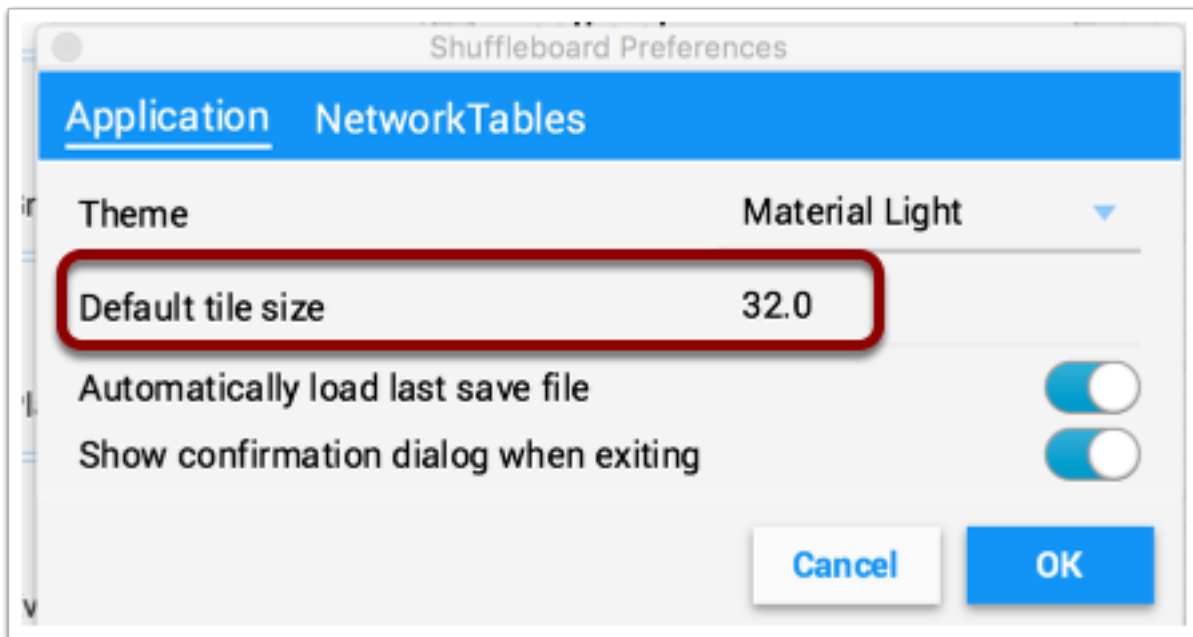 Shuffleboard Preferences
Application NetworkTables
Theme Material Light
Default tile size 32.0
Automatically load last save file
Show confirmation dialog when exiting
Cancel OK